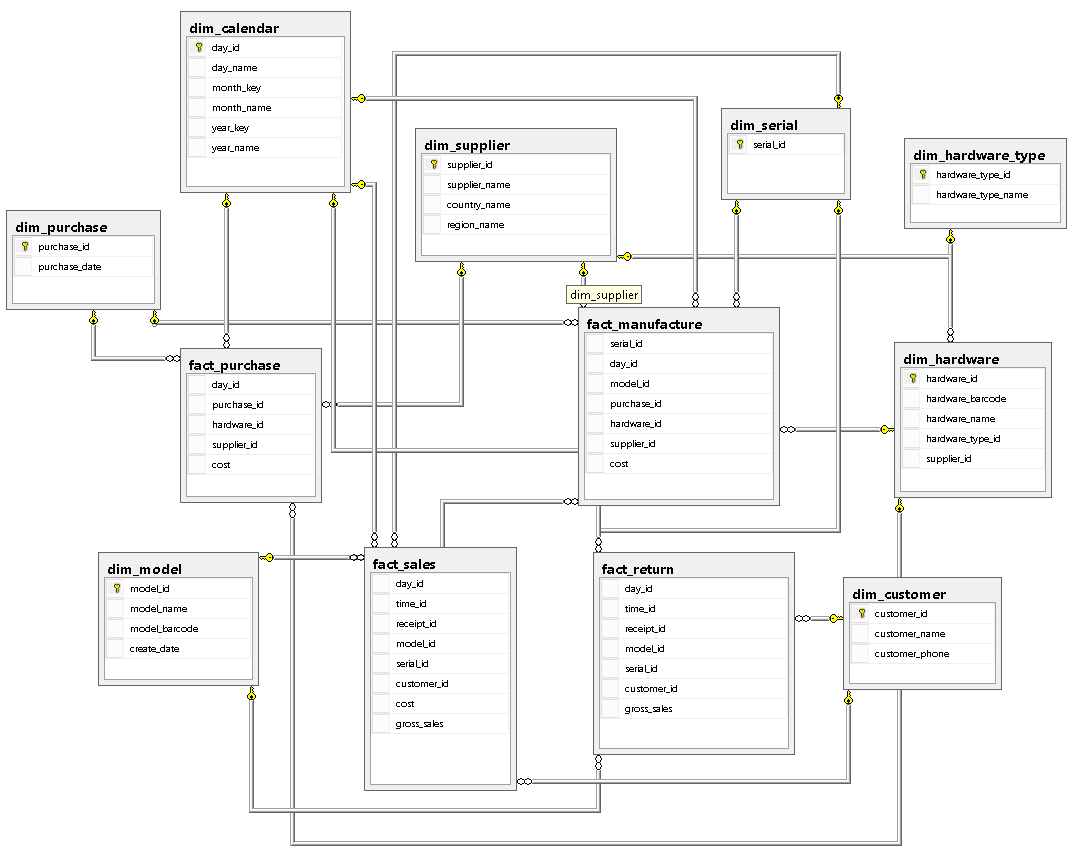 dim_calendar
day_id
day_name
month_key
month_name
year_key
year_name
dim_supplier
supplier_id
supplier_name
country_name
region_name
dim_serial
serial_id
dim_hardware_type
hardware_type_id
hardware_type_name
dim_purchase
purchase_id
purchase_date
dim_supplier
fact_manufacture
serial_id
day_id
model_id
purchase_id
hardware_id
supplier_id
cost
fact_purchase
day_id
purchase_id
hardware_id
supplier_id
cost
dim_hardware
hardware_id
hardware_barcode
hardware_name
hardware_type_id
supplier_id
dim_model
model_id
model_name
model_barcode
create_date
fact_sales
day_id
time_id
receipt_id
model_id
serial_id
customer_id
cost
gross_sales
fact_return
day_id
time_id
receipt_id
model_id
serial_id
customer_id
gross_sales
dim_customer
customer_id
customer_name
customer_phone